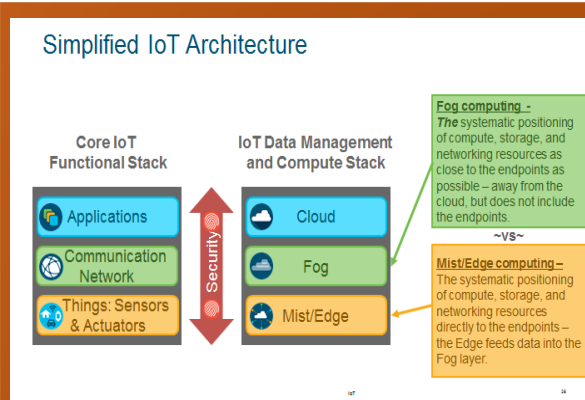 Simplified IoT Architecture
Core IoT
Functional Stack
Applications
Communication
Network
Things: Sensors
& Actuators
Security
IoT Data Management
and Compute Stack
Cloud
Fog
Mist/Edge
Fog computing -
The systematic positioning
of compute, storage, and
networking resources as
close to the endpoints as
possible – away from the
cloud, but does not include
the endpoints.
~vs~
Mist/Edge computing –
The systematic positioning
of compute, storage, and
networking resources
directly to the endpoints –
the Edge feeds data into the
Fog layer.
IoT